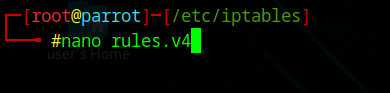 ┌─[root@parrot]─[/etc/iptables]
└──╼ #nano rules.v4
user's Home